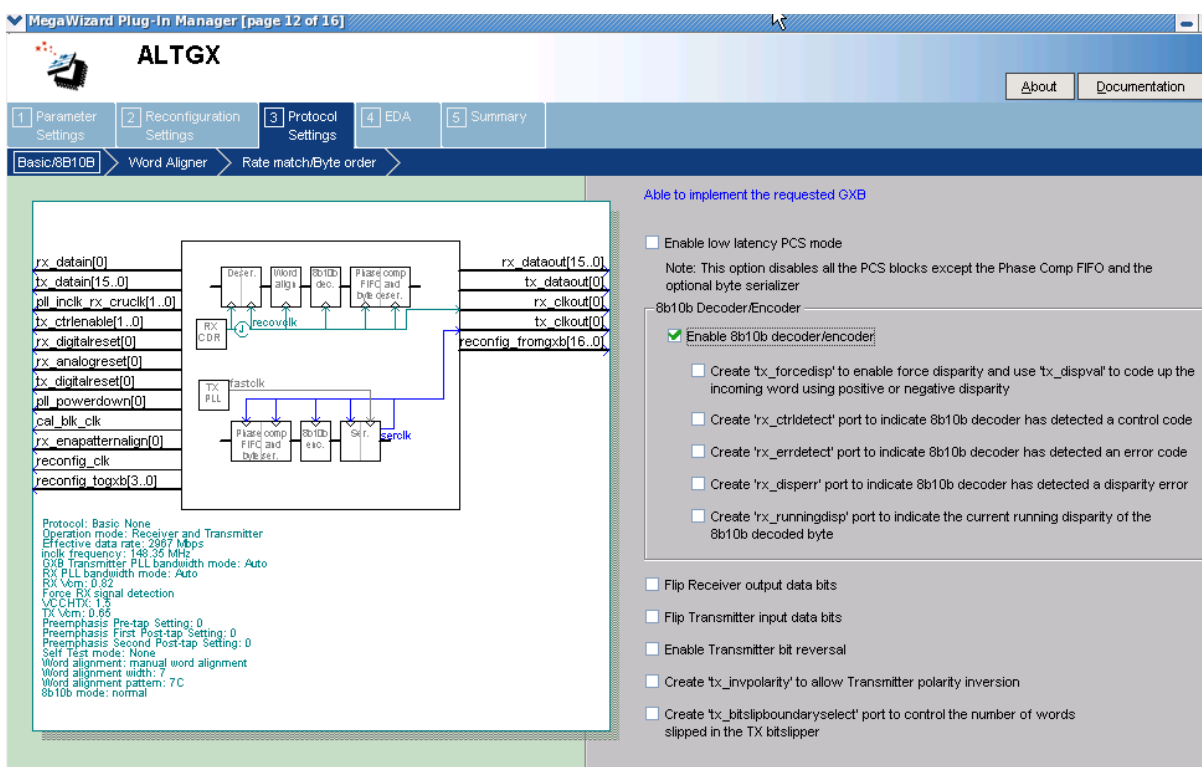 MegaWizard Plug-In Manager [page 12 of 16]
ALTGX
About
Documentation
1 Parameter Settings
2 Reconfiguration Settings
3 Protocol Settings
4 EDA
5 Summary
Basic/8B10B
Word Aligner
Rate match/Byte order
rx_datain[0]
tx_datain[15..0]
pll_inclk_rx_cruclk[1..0]
tx_ctrlenable[1..0]
rx_digitalreset[0]
rx_analogreset[0]
tx_digitalreset[0]
pll_powerdown[0]
cal_blk_clk
rx_enapatternalign[0]
reconfig_clk
reconfig_togxb[3..0]
Deser.
Word
align
8b10b
dec.
Phase comp
FIFO and
byte deser.
RX
CDR
recovclk
TX
PLL
fastclk
Phase comp
FIFO and
byte ser.
8b10b
enc.
Ser.
serclk
rx_dataout[15..0]
tx_dataout[0]
rx_clkout[0]
tx_clkout[0]
reconfig_fromgxb[16..0]
Protocol: Basic None
Operation mode: Receiver and Transmitter
Effective data rate: 2967 Mbps
inclk frequency: 148.35 MHz
GXB Transmitter PLL bandwidth mode: Auto
RX PLL bandwidth mode: Auto
RX Vcm: 0.82
Force RX signal detection
VCCHTX: 1.5
TX Vcm: 0.65
Preemphasis Pre-tap Setting: 0
Preemphasis First Post-tap Setting: 0
Preemphasis Second Post-tap Setting: 0
Self Test mode: None
Word alignment: manual word alignment
Word alignment width: 7
Word alignment pattern: 7C
8b10b mode: normal
Able to implement the requested GXB
Enable low latency PCS mode
Note: This option disables all the PCS blocks except the Phase Comp FIFO and the
optional byte serializer
8b10b Decoder/Encoder
Enable 8b10b decoder/encoder
Create 'tx_forcedisp' to enable force disparity and use 'tx_dispval' to code up the
incoming word using positive or negative disparity
Create 'rx_ctrldetect' port to indicate 8b10b decoder has detected a control code
Create 'rx_errdetect' port to indicate 8b10b decoder has detected an error code
Create 'rx_disperr' port to indicate 8b10b decoder has detected a disparity error
Create 'rx_runningdisp' port to indicate the current running disparity of the
8b10b decoded byte
Flip Receiver output data bits
Flip Transmitter input data bits
Enable Transmitter bit reversal
Create 'tx_invpolarity' to allow Transmitter polarity inversion
Create 'tx_bitslipboundaryselect' port to control the number of words
slipped in the TX bitslipper